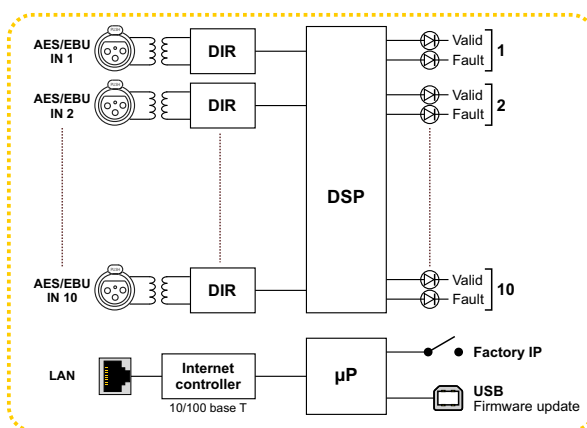 AES/EBU
IN 1
DIR
Valid
Fault
1
AES/EBU
IN 2
DIR
Valid
Fault
2
DSP
AES/EBU
IN 10
DIR
Valid
Fault
10
LAN
Internet
controller
10/100 base T
µP
Factory IP
USB
Firmware update